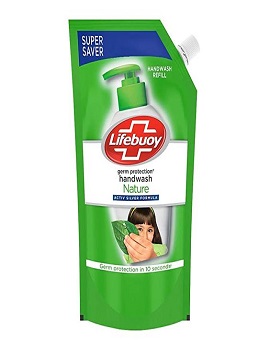 SUPER
SAVER
HANDWASH
REFILL
Lifebuoy
germ protection
handwash
Nature
ACTIV SILVER FORMULA
Germ protection in 10 seconds